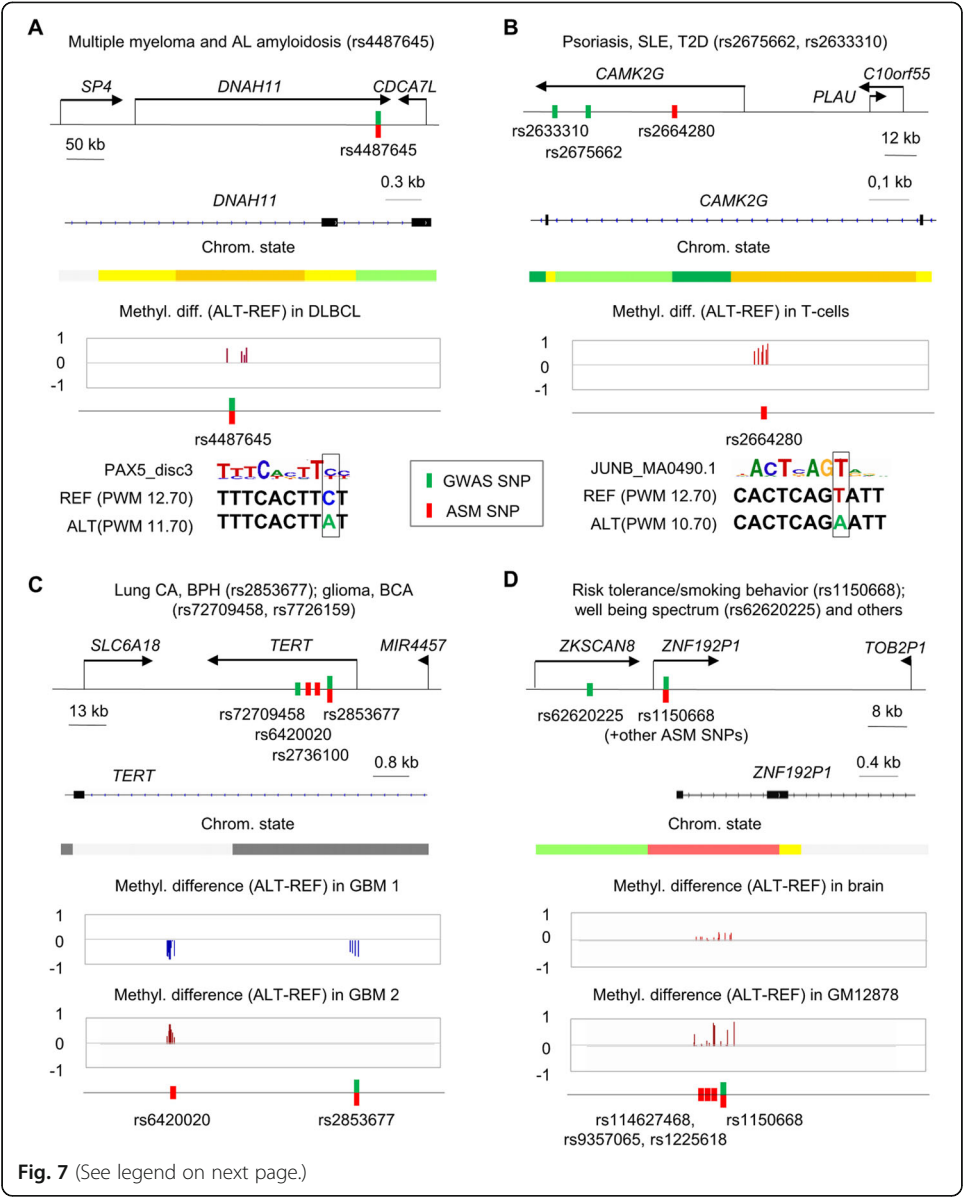 A
Multiple myeloma and AL amyloidosis (rs4487645)
SP4
DNAH11
CDCA7L
rs4487645
50 kb
0.3 kb
DNAH11
Chrom. state
Methyl. diff. (ALT-REF) in DLBCL
1
0
-1
rs4487645
PAX5_disc3
TTTCACTTCC
REF (PWM 12.70)
TTTCACTTCT
ALT(PWM 11.70)
TTTCACTTAT
GWAS SNP
ASM SNP
B
Psoriasis, SLE, T2D (rs2675662, rs2633310)
CAMK2G
C10orf55
PLAU
rs2633310
rs2664280
rs2675662
12 kb
0,1 kb
CAMK2G
Chrom. state
Methyl. diff. (ALT-REF) in T-cells
1
0
-1
rs2664280
JUNB_MA0490.1
ACTCAGT
REF (PWM 12.70)
CACTCAGTATT
ALT(PWM 10.70)
CACTCAGAATT
C
Lung CA, BPH (rs2853677); glioma, BCA
(rs72709458, rs7726159)
SLC6A18
TERT
MIR4457
13 kb
rs72709458
rs2853677
rs6420020
rs2736100
0.8 kb
TERT
Chrom. state
Methyl. difference (ALT-REF) in GBM 1
1
0
-1
Methyl. difference (ALT-REF) in GBM 2
1
0
-1
rs6420020
rs2853677
D
Risk tolerance/smoking behavior (rs1150668);
well being spectrum (rs62620225) and others
ZKSCAN8
ZNF192P1
TOB2P1
rs62620225
rs1150668
(+other ASM SNPs)
8 kb
0.4 kb
ZNF192P1
Chrom. state
Methyl. difference (ALT-REF) in brain
1
0
-1
Methyl. difference (ALT-REF) in GM12878
1
0
-1
rs114627468,
rs1150668
rs9357065, rs1225618
Fig. 7 (See legend on next page.)